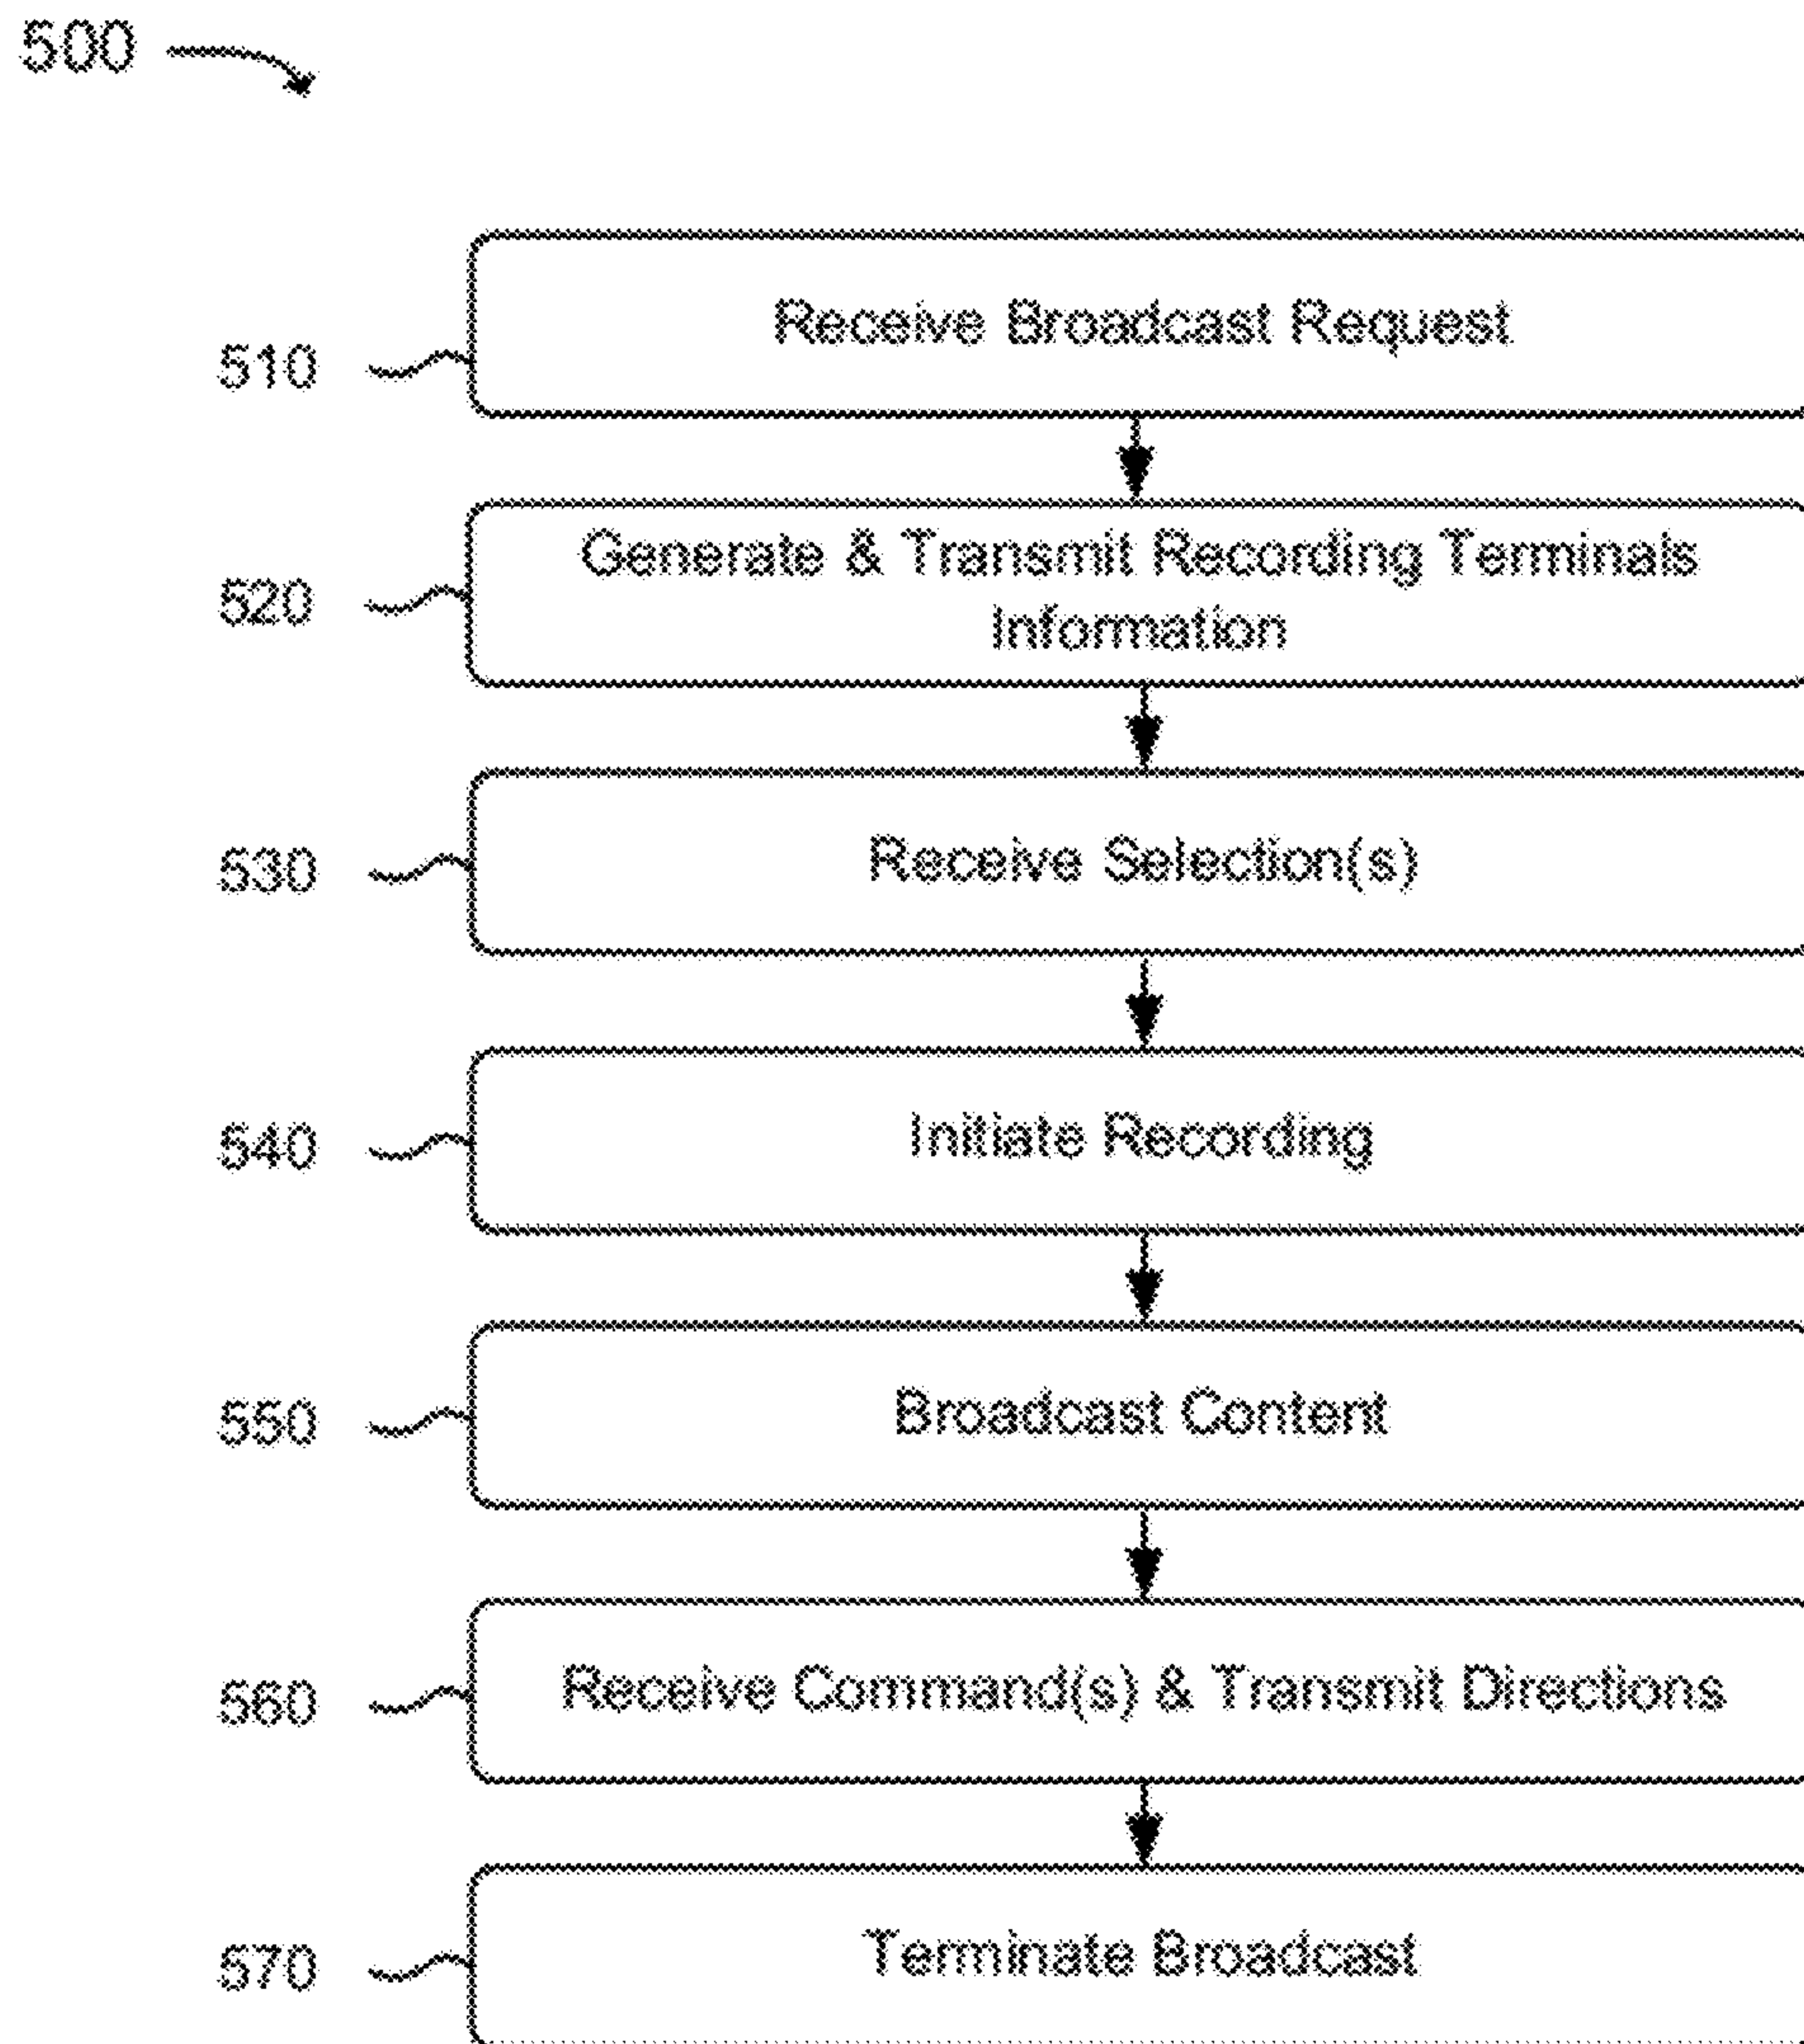 500
Receive Broadcast Request
510
Generate & Transmit Recording Terminals
Information
520
Receive Selection(s)
530
Initiate Recording
540
Broadcast Content
550
Receive Command(s) & Transmit Directions
560
Terminate Broadcast
570